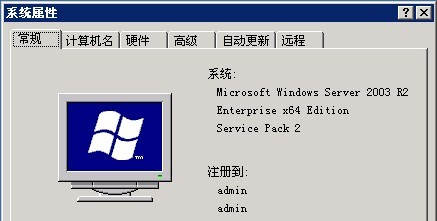 系统属性
常规 计算机名 硬件 高级 自动更新 远程
系统:
Microsoft Windows Server 2003 R2
Enterprise x64 Edition
Service Pack 2
注册到:
admin
admin